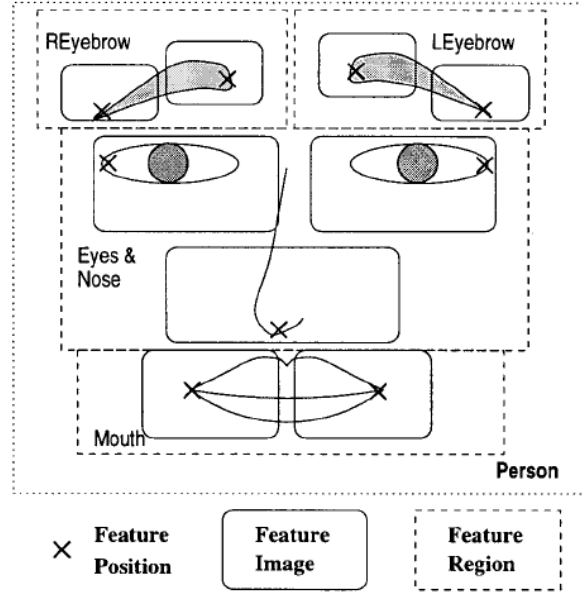 REyebrow
LEyebrow
Eyes &
Nose
Mouth
Person
Feature
Position
Feature
Image
Feature
Region